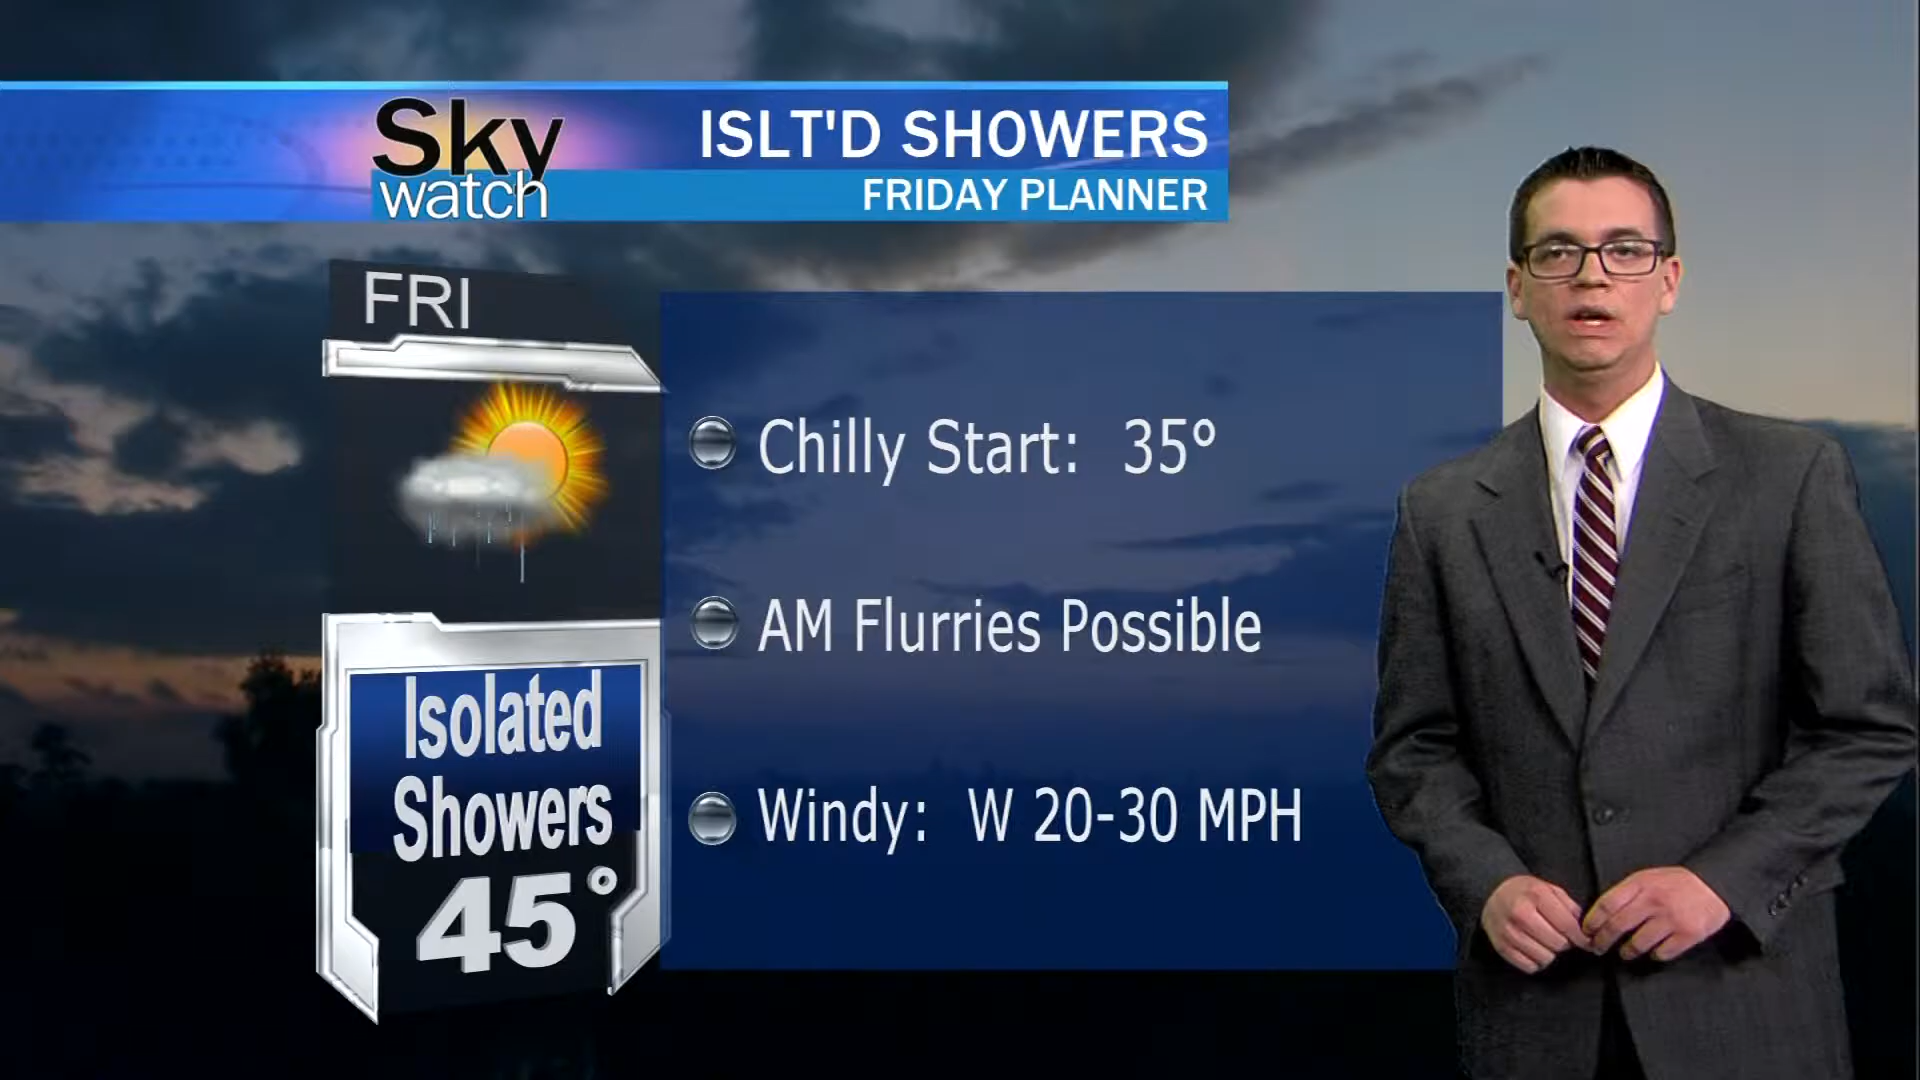 Sky
watch
ISLT'D SHOWERS
FRIDAY PLANNER
FRI
Isolated
Showers
45°
Chilly Start: 35°
AM Flurries Possible
Windy: W 20-30 MPH